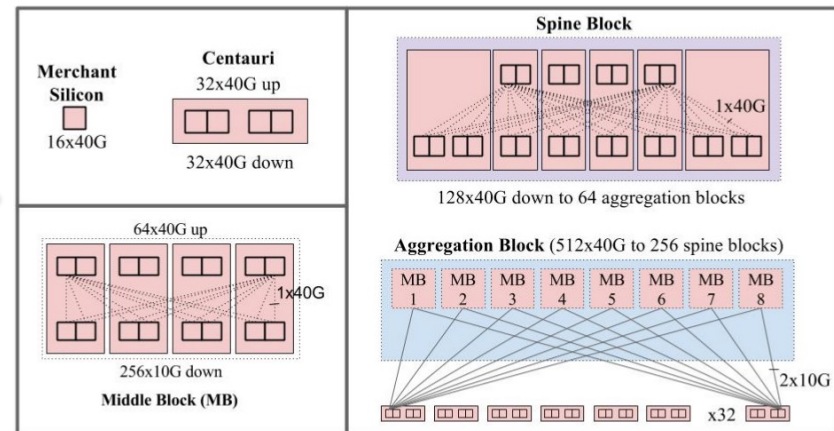 Merchant
Silicon
16x40G
Centauri
32x40G up
32x40G down
64x40G up
1x40G
256x10G down
Middle Block (MB)
Spine Block
1x40G
128x40G down to 64 aggregation blocks
Aggregation Block (512x40G to 256 spine blocks)
MB
1
MB
2
MB
3
MB
4
MB
5
MB
6
MB
7
MB
8
2x10G
x32